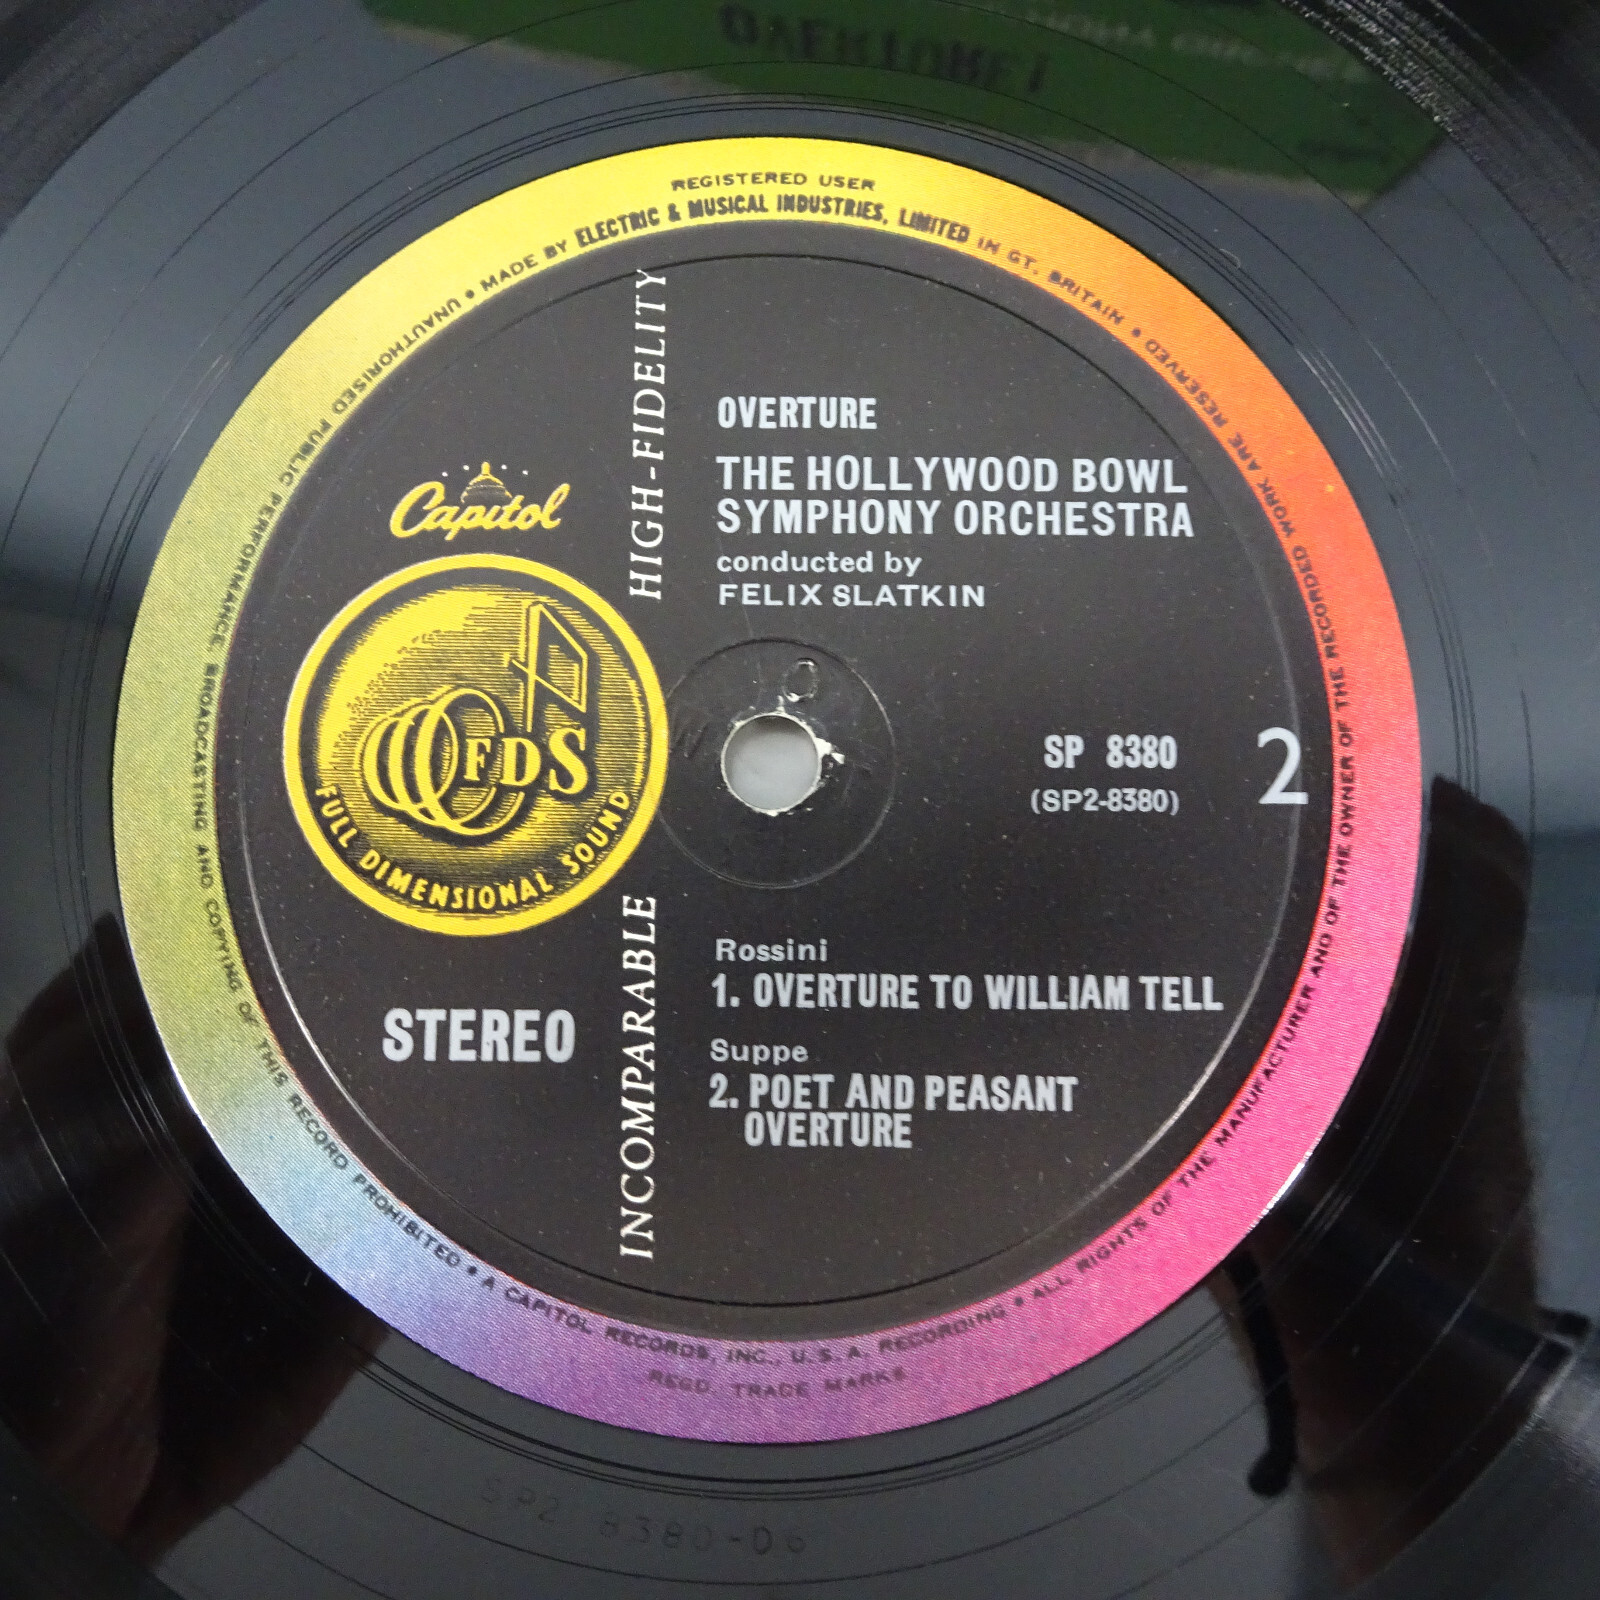 OVERTURE!
REGISTERED USER
UNAUTHORISED PUBLIC PERFORMANCE, BROADCASTING AND COPYING OF THIS RECORD PROHIBITED • MADE BY ELECTRIC & MUSICAL INDUSTRIES, LIMITED IN GT. BRITAIN • ALL RIGHTS OF THE MANUFACTURER AND OF THE OWNER OF THE RECORDED WORK ARE RESERVED
HIGH-FIDELITY
OVERTURE
THE HOLLYWOOD BOWL
SYMPHONY ORCHESTRA
conducted by
FELIX SLATKIN
Capitol
FDS
FULL DIMENSIONAL SOUND
O
SP 8380
(SP2-8380)
2
Rossini
1. OVERTURE TO WILLIAM TELL
Suppe
2. POET AND PEASANT
OVERTURE
STEREO
INCOMPARABLE
• A CAPITOL RECORDS, INC., U.S.A. RECORDING •
REGD. TRADE MARKS
SP2 8380-D6